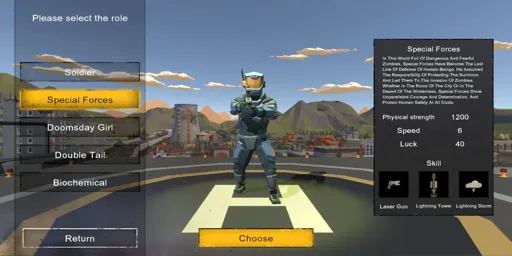 Please select the role
Soldier
Special Forces
Doomsday Girl
Double Tail
Biochemical
Return
Choose
Special Forces
In This World Full Of Dangerous And Fearful
Zombies, Special Forces Have Become The Last
Line Of Defense Of Human Beings. He Assumed
The Responsibility Of Protecting The Survivors
And Led Them To The Invasion Of Zombies.
Whether In The Ruins Of The City Or In The
Desert Of The Wilderness, Special Forces Show
Unparalleled Courage And Determination, And
Protect Human Safety At All Costs.
Physical strength 1200
Speed 6
Luck 40
Skill
Laser Gun Lightning Tower Lightning Storm